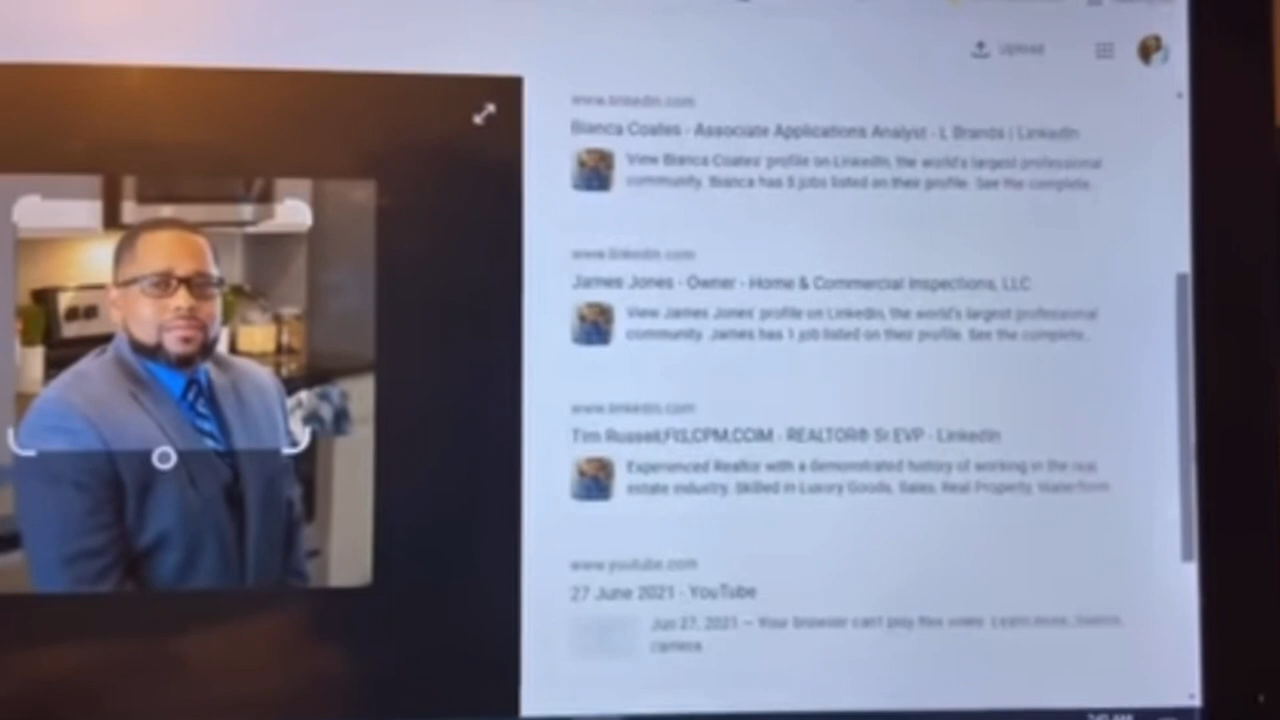 Upload
www.linkedin.com
Bianca Coates - Associate Applications Analyst - L Brands | LinkedIn
View Bianca Coates' profile on LinkedIn, the world's largest professional
community. Bianca has 5 jobs listed on their profile. See the complete...
www.linkedin.com
James Jones - Owner - Home & Commercial Inspections, LLC
View James Jones' profile on LinkedIn, the world's largest professional
community. James has 1 job listed on their profile. See the complete...
www.linkedin.com
Tim Russell,FIS,CPM,CCIM - REALTOR® Sr EVP - LinkedIn
Experienced Realtor with a demonstrated history of working in the real
estate industry. Skilled in Luxury Goods, Sales, Real Property, Waterfront
www.youtube.com
27 June 2021 - YouTube
Jun 27, 2021 — Your browser can't play this video. Learn more.
camera